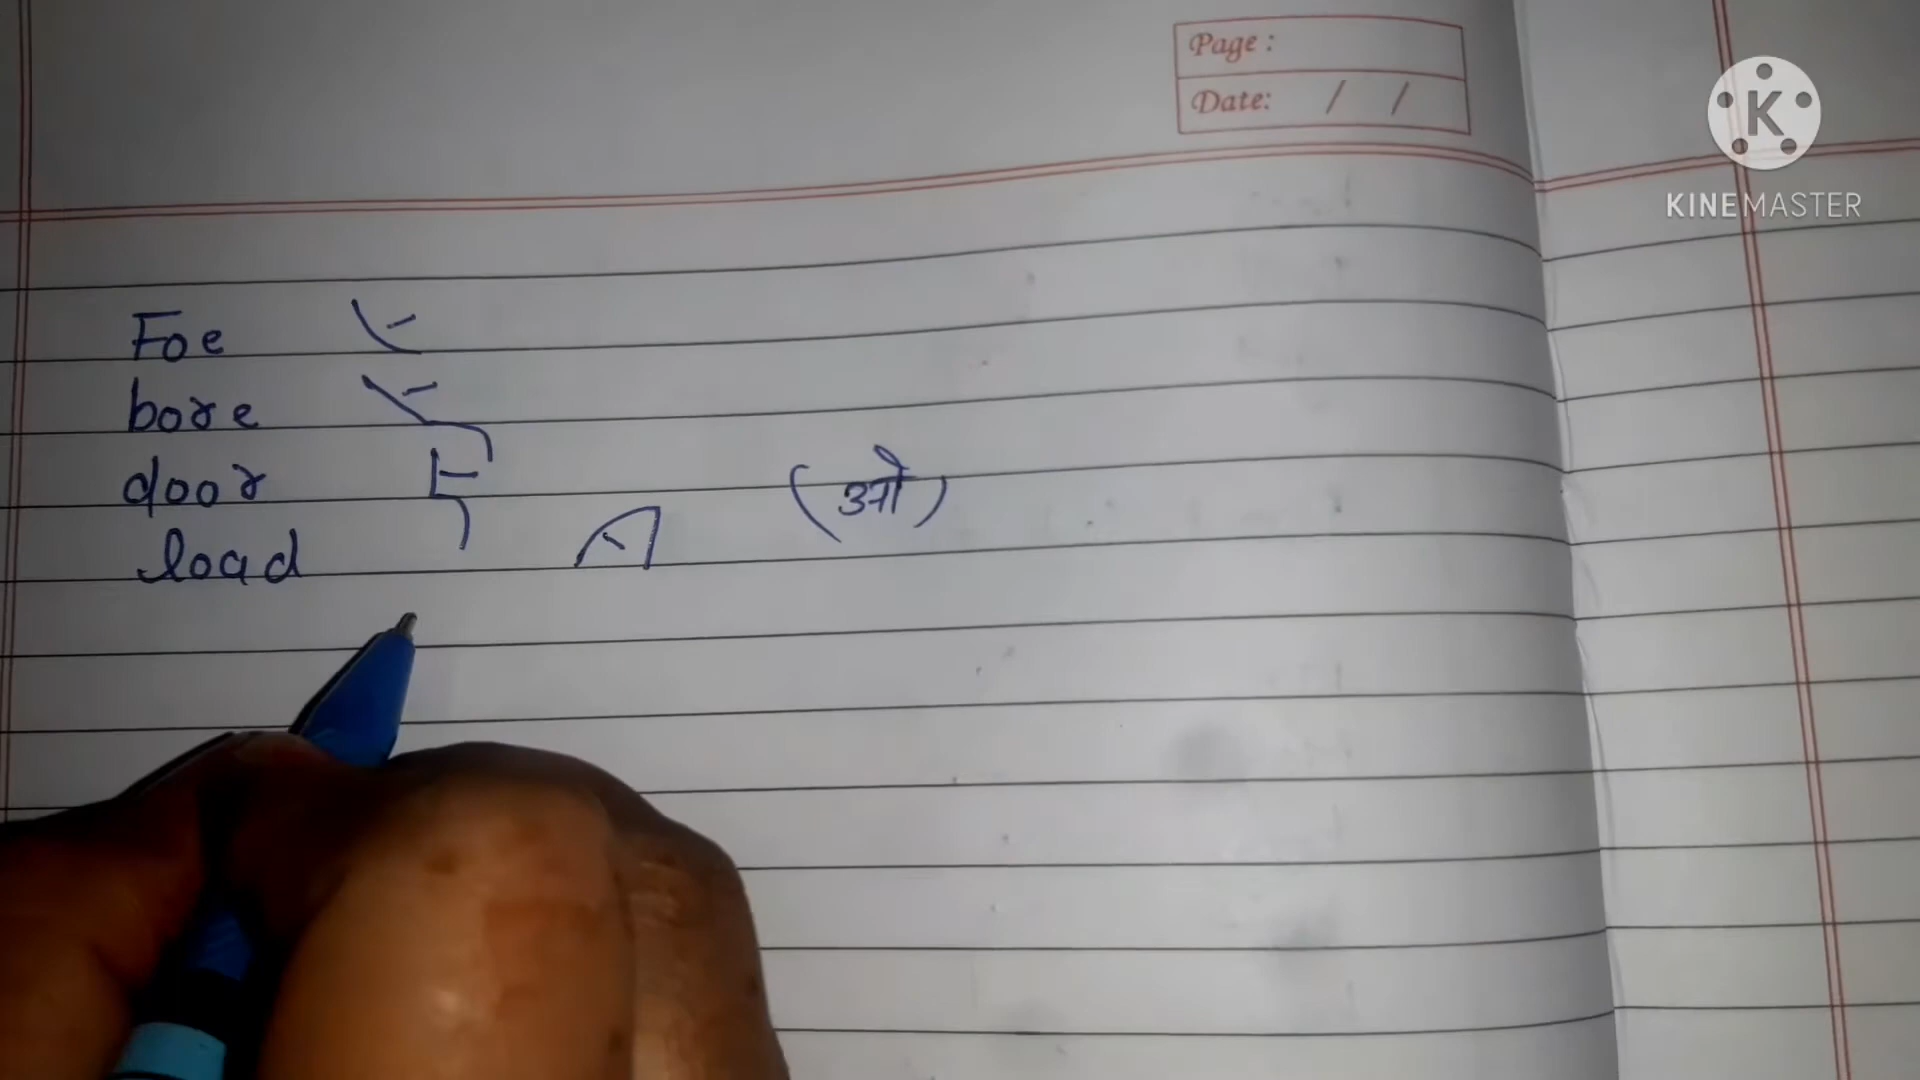 Page :
Date: / /
KINEMASTER
Foe
bore
door
(ओ)
load